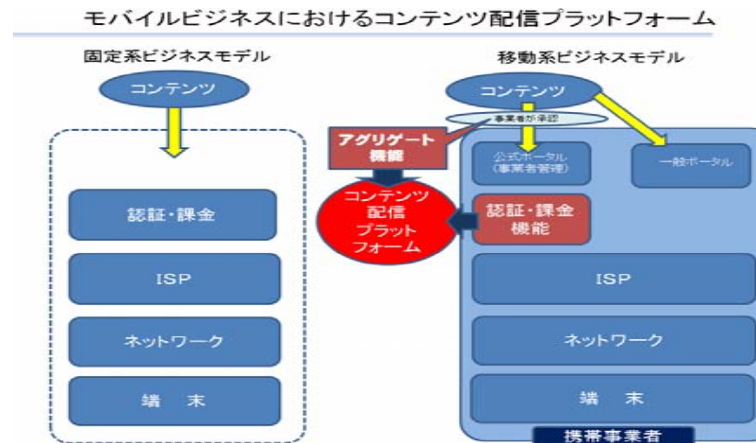 モバイルビジネスにおけるコンテンツ配信プラットフォーム
固定系ビジネスモデル
コンテンツ
認証・課金
ISP
ネットワーク
端 末
移動系ビジネスモデル
コンテンツ
事業者が承認
アグリゲート
機能
公式ポータル
(事業者管理)
一般ポータル
コンテンツ
配信
プラット
フォーム
認証・課金
機能
ISP
ネットワーク
端 末
携帯事業者